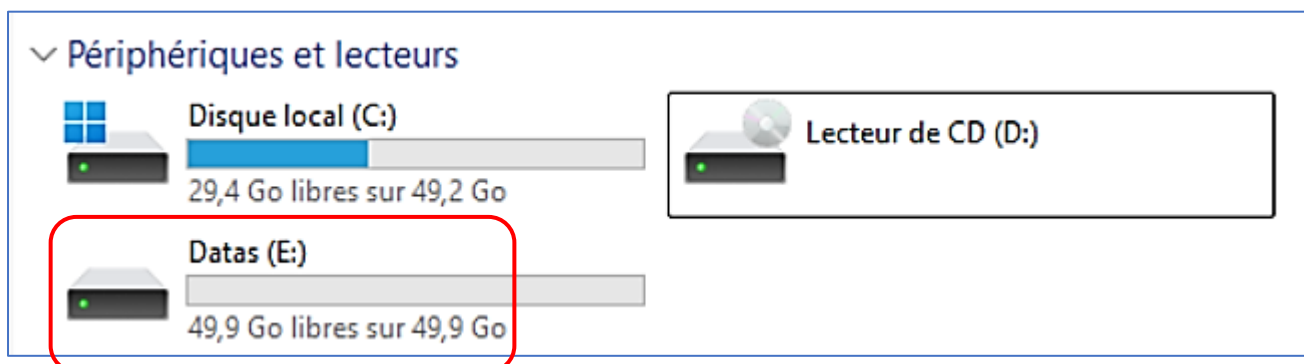 Périphériques et lecteurs
Disque local (C:)
29,4 Go libres sur 49,2 Go
Lecteur de CD (D:)
Datas (E:)
49,9 Go libres sur 49,9 Go